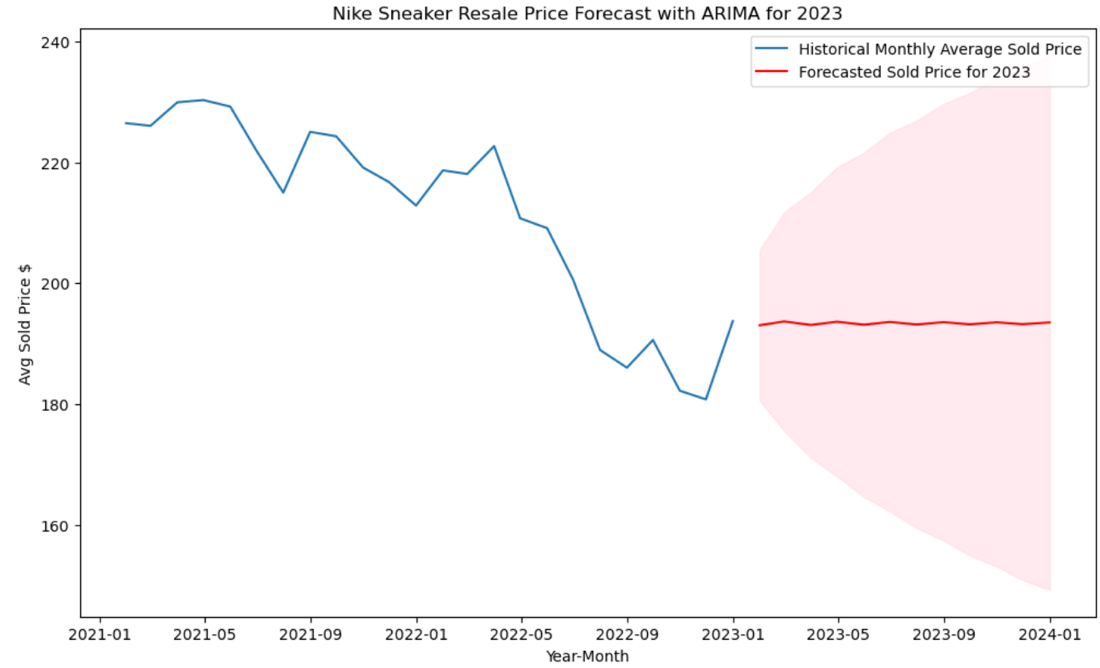 Nike Sneaker Resale Price Forecast with ARIMA for 2023
Historical Monthly Average Sold Price
Forecasted Sold Price for 2023
Avg Sold Price $
240
220
200
180
160
2021-01 2021-05 2021-09 2022-01 2022-05 2022-09 2023-01 2023-05 2023-09 2024-01
Year-Month